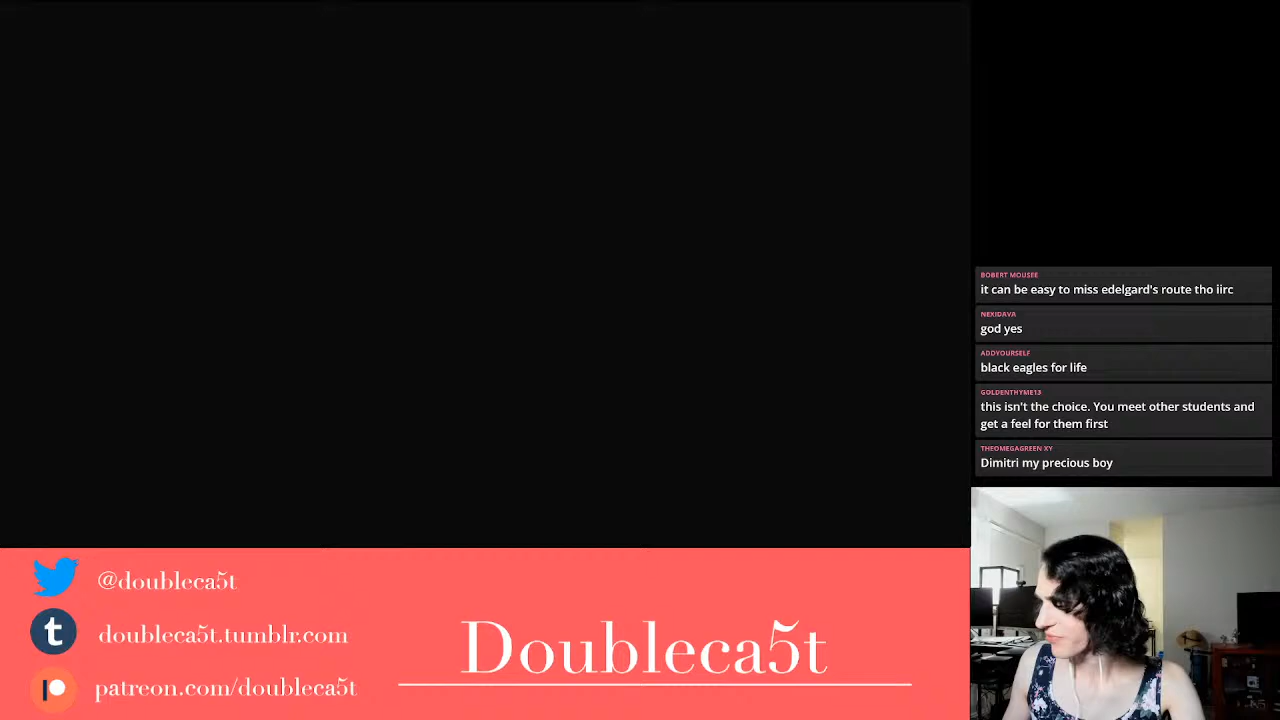 BOBERT MOUSEE
it can be easy to miss edelgard's route tho iirc
NEXIDAVA
god yes
ADDYOURSELF
black eagles for life
GOLDENTHYME13
this isn't the choice. You meet other students and
get a feel for them first
THEOMEGAGREEN XY
Dimitri my precious boy
@doubleca5t
doubleca5t.tumblr.com
patreon.com/doubleca5t
Doubleca5t